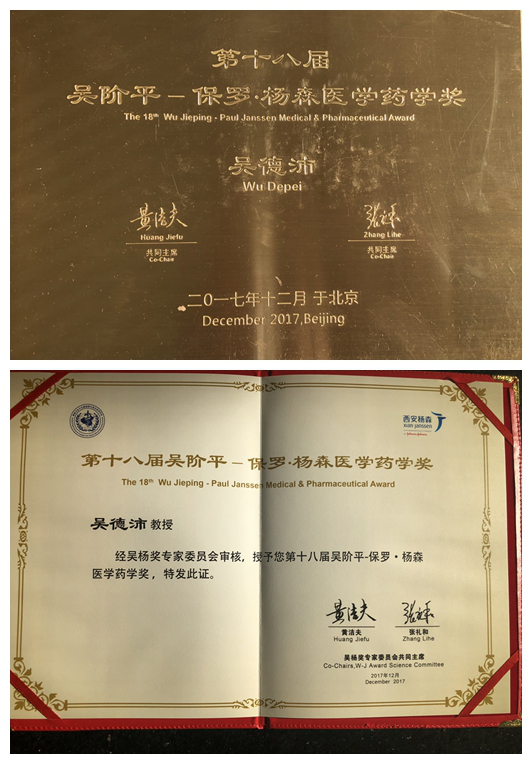 第十八届
吴阶平－保罗·杨森医学药学奖
The 18th Wu Jieping - Paul Janssen Medical & Pharmaceutical Award
吴德沛
Wu Depei
黄洁夫
Huang Jiefu
共同主席
Co-Chair
张礼和
Zhang Lihe
共同主席
Co-Chair
二〇一七年十二月 于北京
December 2017,Beijing
西安杨森
xian janssen
第十八届吴阶平－保罗·杨森医学药学奖
The 18th Wu Jieping - Paul Janssen Medical & Pharmaceutical Award
吴德沛 教授
经吴杨奖专家委员会审核，授予您第十八届吴阶平-保罗·杨森
医学药学奖，特发此证。
黄洁夫
黄洁夫
Huang Jiefu
张礼和
张礼和
Zhang Lihe
吴杨奖专家委员会共同主席
Co-Chairs,W-J Award Science Committee
2017年12月
December 2017